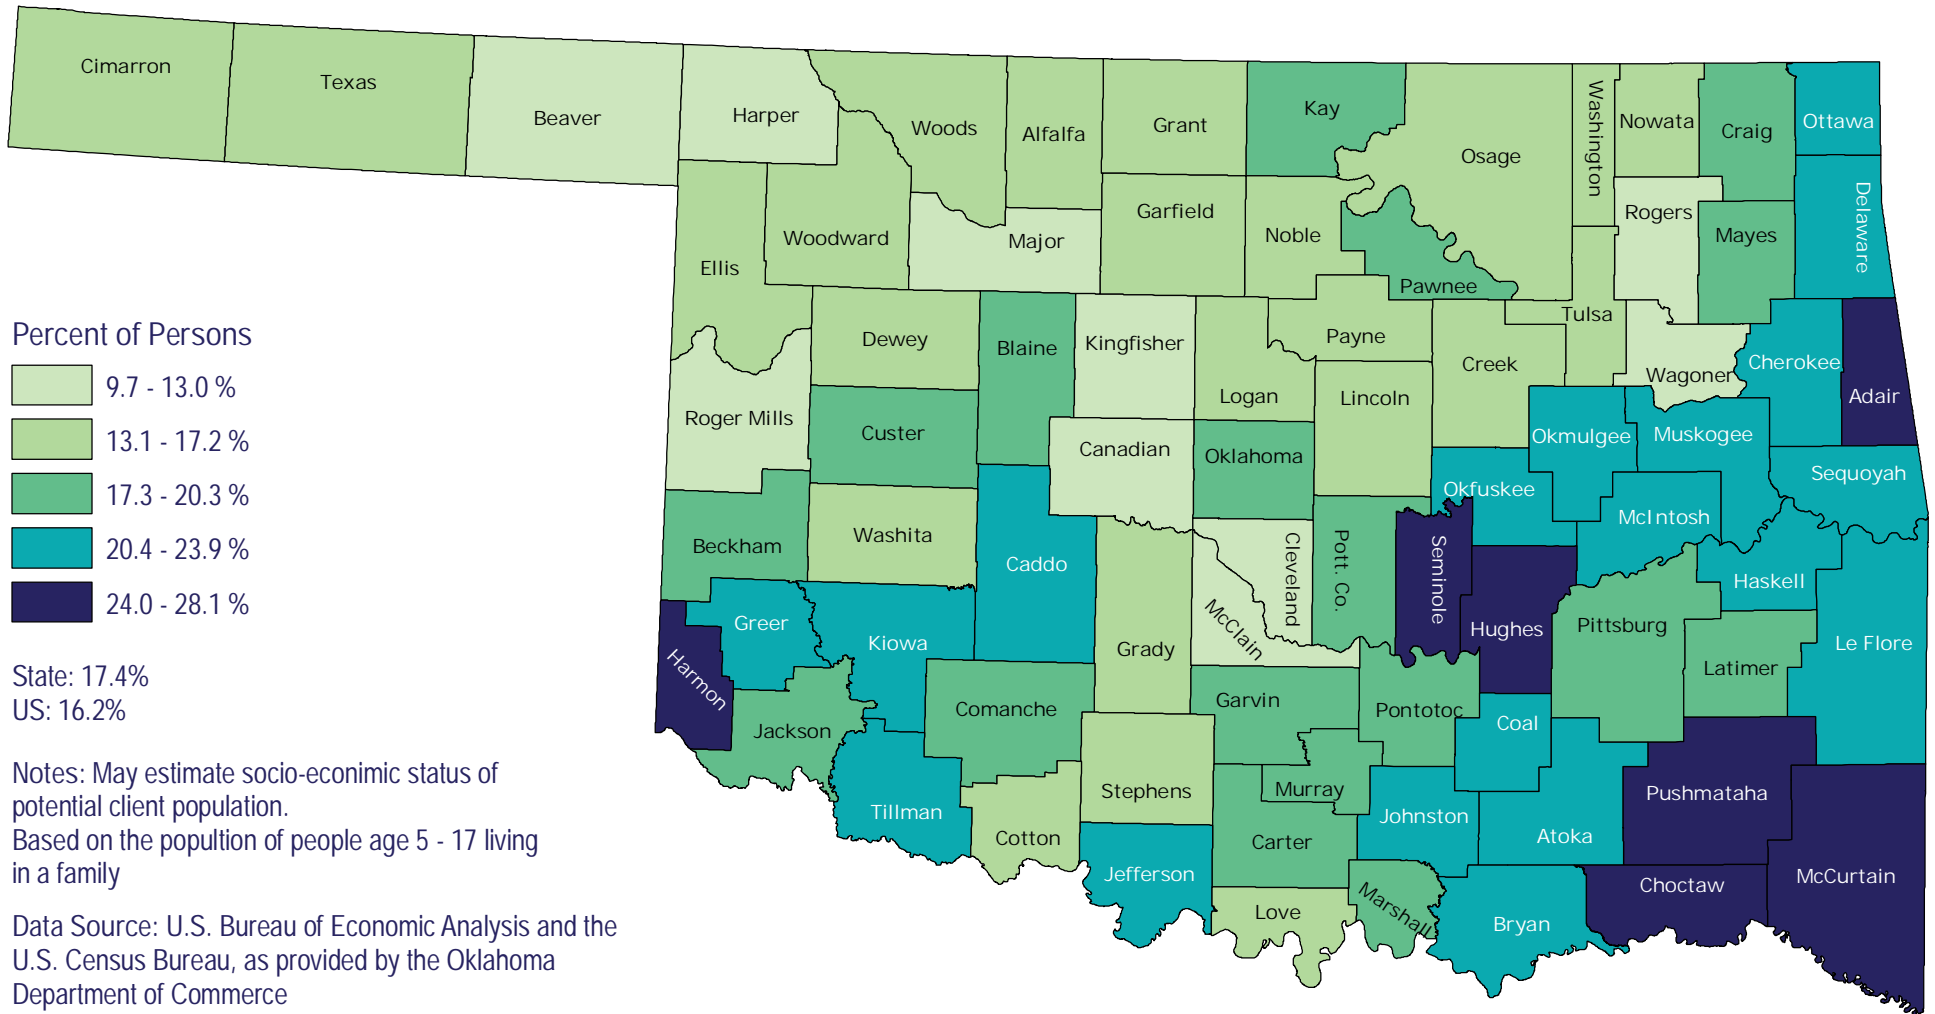 Cimarron
Texas
Beaver
Harper
Woods
Alfalfa
Grant
Kay
Osage
Washington
Nowata
Craig
Ottawa
Delaware
Rogers
Mayes
Ellis
Woodward
Major
Garfield
Noble
Pawnee
Tulsa
Dewey
Blaine
Kingfisher
Logan
Payne
Lincoln
Creek
Wagoner
Cherokee
Adair
Roger Mills
Custer
Canadian
Oklahoma
Okmulgee
Muskogee
Sequoyah
Okfuskee
McIntosh
Beckham
Washita
Caddo
Grady
Cleveland
McClain
Pott. Co.
Seminole
Hughes
Pittsburg
Haskell
Latimer
Le Flore
Harmon
Greer
Kiowa
Jackson
Comanche
Garvin
Pontotoc
Coal
Tillman
Cotton
Stephens
Murray
Carter
Johnston
Atoka
Pushmataha
McCurtain
Jefferson
Love
Marshall
Bryan
Choctaw
Percent of Persons
9.7 - 13.0 %
13.1 - 17.2 %
17.3 - 20.3 %
20.4 - 23.9 %
24.0 - 28.1 %
State: 17.4%
US: 16.2%
Notes: May estimate socio-econimic status of
potential client population.
Based on the popultion of people age 5 - 17 living
in a family
Data Source: U.S. Bureau of Economic Analysis and the
U.S. Census Bureau, as provided by the Oklahoma
Department of Commerce